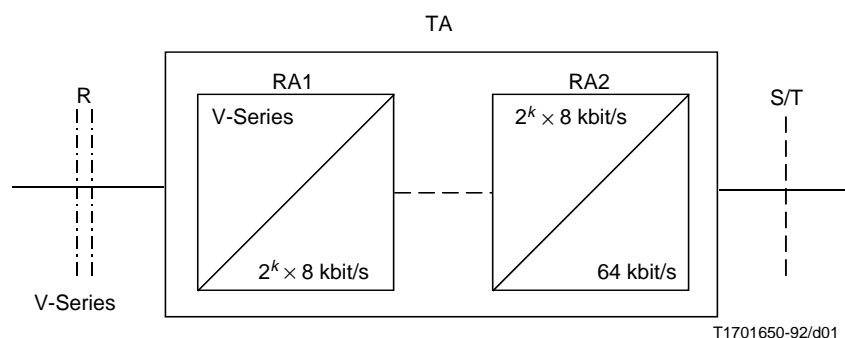 TA
RA1
RA2
R
S/T
V-Series
2^k × 8 kbit/s
2^k × 8 kbit/s
64 kbit/s
V-Series
T1701650-92/d01